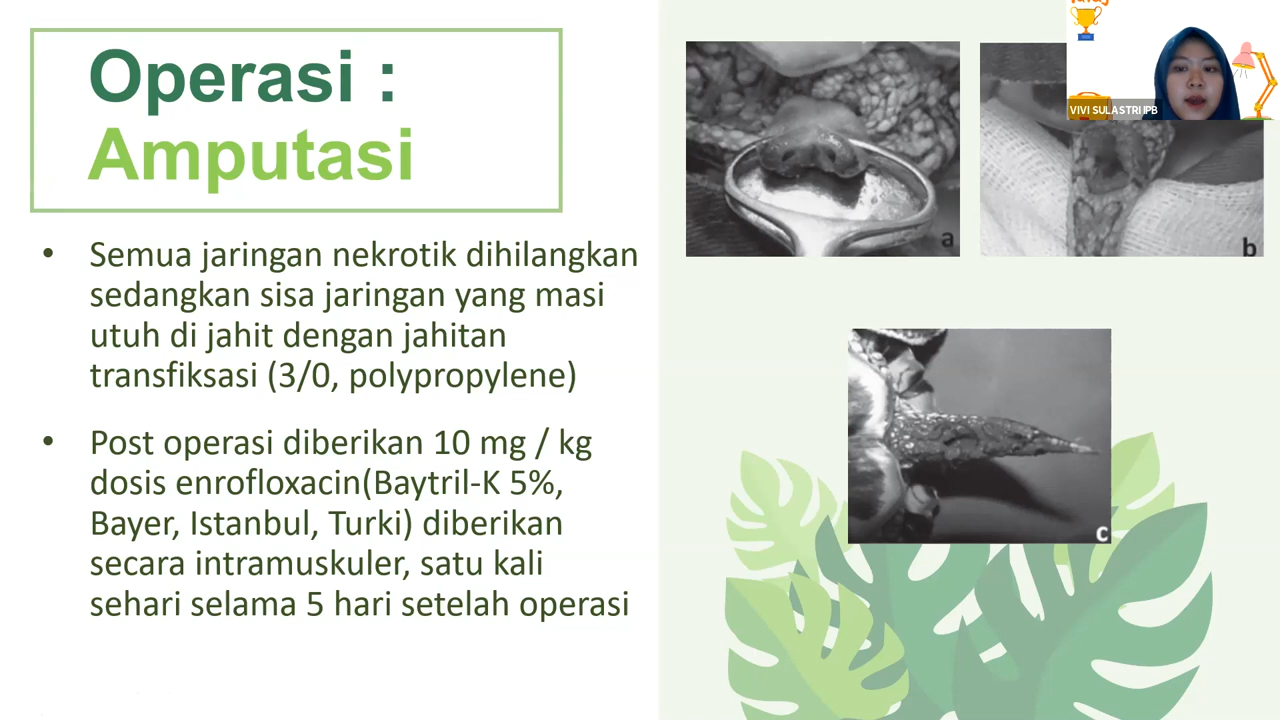 Operasi :
Amputasi
• Semua jaringan nekrotik dihilangkan
sedangkan sisa jaringan yang masi
utuh di jahit dengan jahitan
transfiksasi (3/0, polypropylene)
• Post operasi diberikan 10 mg / kg
dosis enrofloxacin(Baytril-K 5%,
Bayer, Istanbul, Turki) diberikan
secara intramuskuler, satu kali
sehari selama 5 hari setelah operasi
a
b
c
VIVI SULASTRI IPB